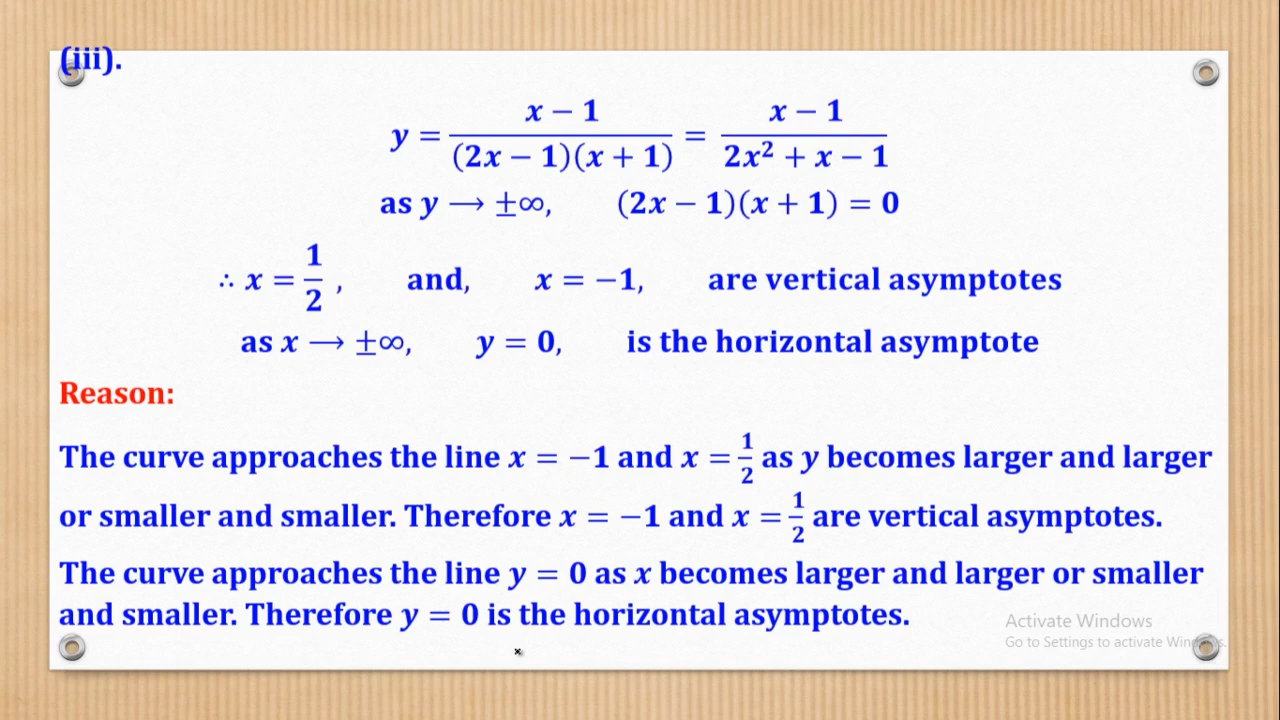 (iii).
y = (x − 1)/((2x − 1)(x + 1)) = (x − 1)/(2x² + x − 1)
as y ⟶ ±∞, (2x − 1)(x + 1) = 0
∴ x = 1/2 , and, x = −1, are vertical asymptotes
as x ⟶ ±∞, y = 0, is the horizontal asymptote
Reason:
The curve approaches the line x = −1 and x = 1/2 as y becomes larger and larger
or smaller and smaller. Therefore x = −1 and x = 1/2 are vertical asymptotes.
The curve approaches the line y = 0 as x becomes larger and larger or smaller
and smaller. Therefore y = 0 is the horizontal asymptotes.
Activate Windows
Go to Settings to activate Windows.